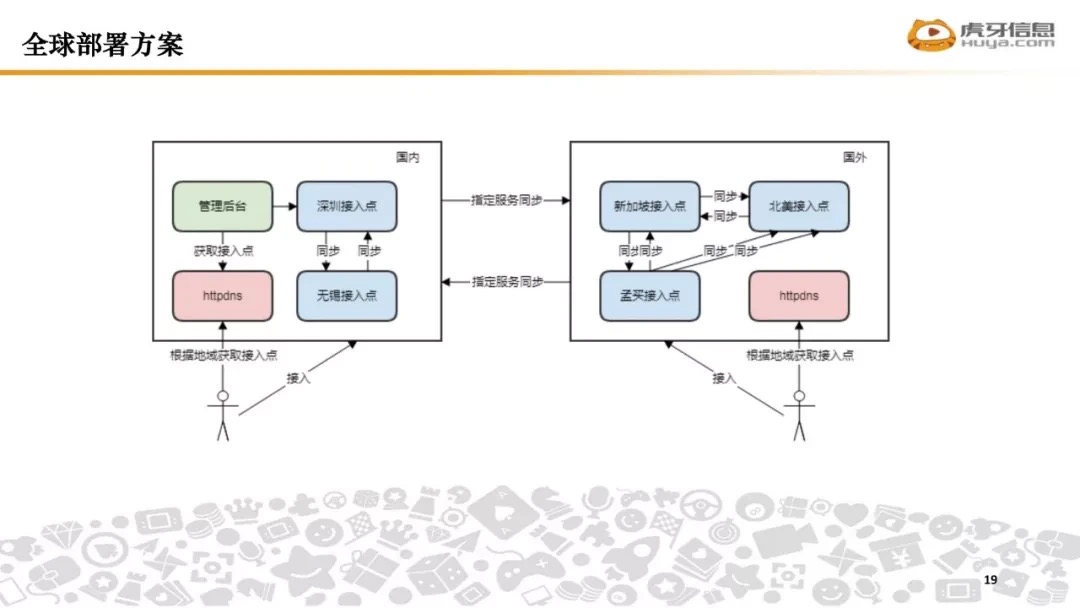 全球部署方案
虎牙信息
HUYA.com
国内
管理后台
深圳接入点
获取接入点
同步
同步
httpdns
无锡接入点
根据地域获取接入点
接入
指定服务同步
指定服务同步
国外
新加坡接入点
同步
同步
北美接入点
同步
同步
同步
同步
孟买接入点
httpdns
接入
根据地域获取接入点
19